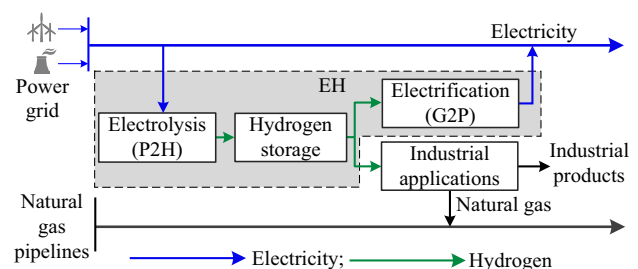 Electricity
Power
grid
EH
Electrolysis
(P2H)
Hydrogen
storage
Electrification
(G2P)
Industrial
applications
Industrial
products
Natural gas
Natural
gas
pipelines
Electricity;
Hydrogen